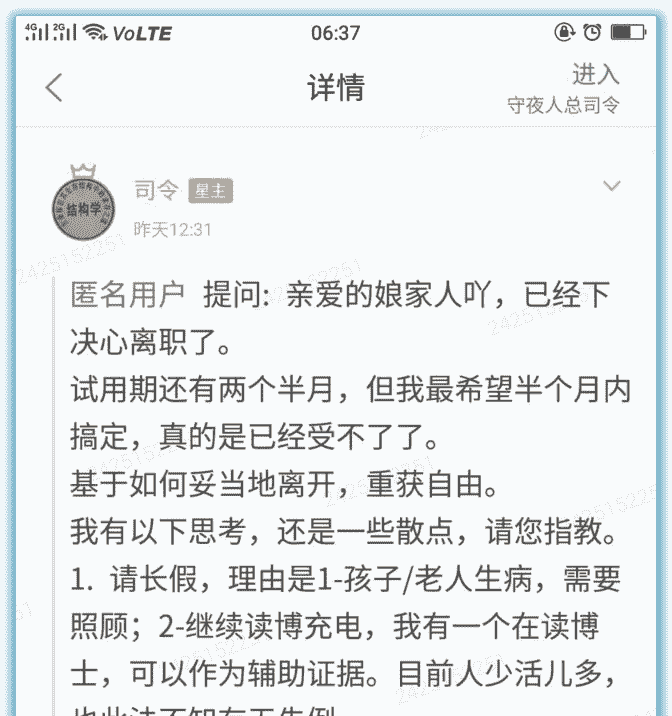 4G 2G VoLTE 06:37
详情
进入
守夜人总司令
结构学
司令 星主
昨天12:31
匿名用户 提问：亲爱的娘家人吖，已经下
决心离职了。
试用期还有两个半月，但我最希望半个月内
搞定，真的是已经受不了了。
基于如何妥当地离开，重获自由。
我有以下思考，还是一些散点，请您指教。
1. 请长假，理由是1-孩子/老人生病，需要
照顾；2-继续读博充电，我有一个在读博
士，可以作为辅助证据。目前人少活儿多，
2425152251